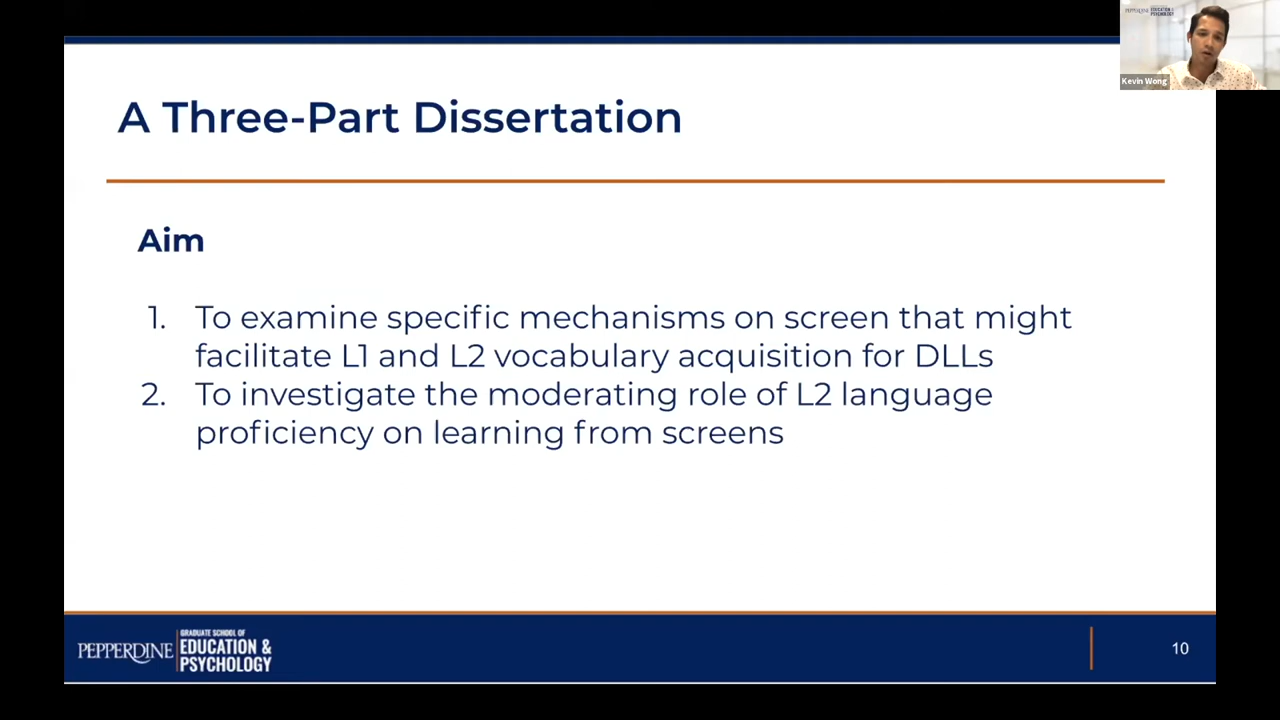 PEPPERDINE
EDUCATION &
PSYCHOLOGY
Kevin Wong
A Three-Part Dissertation
Aim
1. To examine specific mechanisms on screen that might
facilitate L1 and L2 vocabulary acquisition for DLLs
2. To investigate the moderating role of L2 language
proficiency on learning from screens
PEPPERDINE
GRADUATE SCHOOL OF
EDUCATION &
PSYCHOLOGY
10